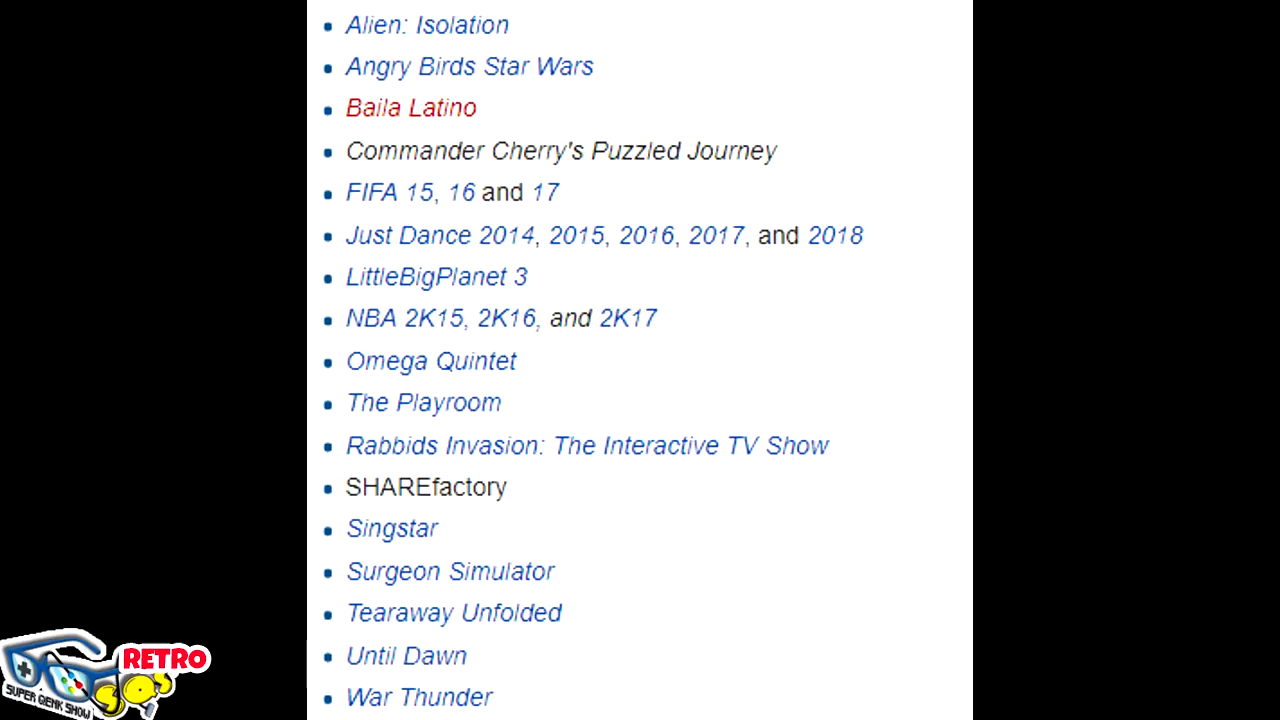 Alien: Isolation
Angry Birds Star Wars
Baila Latino
Commander Cherry's Puzzled Journey
FIFA 15, 16 and 17
Just Dance 2014, 2015, 2016, 2017, and 2018
LittleBigPlanet 3
NBA 2K15, 2K16, and 2K17
Omega Quintet
The Playroom
Rabbids Invasion: The Interactive TV Show
SHAREfactory
Singstar
Surgeon Simulator
Tearaway Unfolded
Until Dawn
War Thunder
RETRO
SUPER GENK SHOW